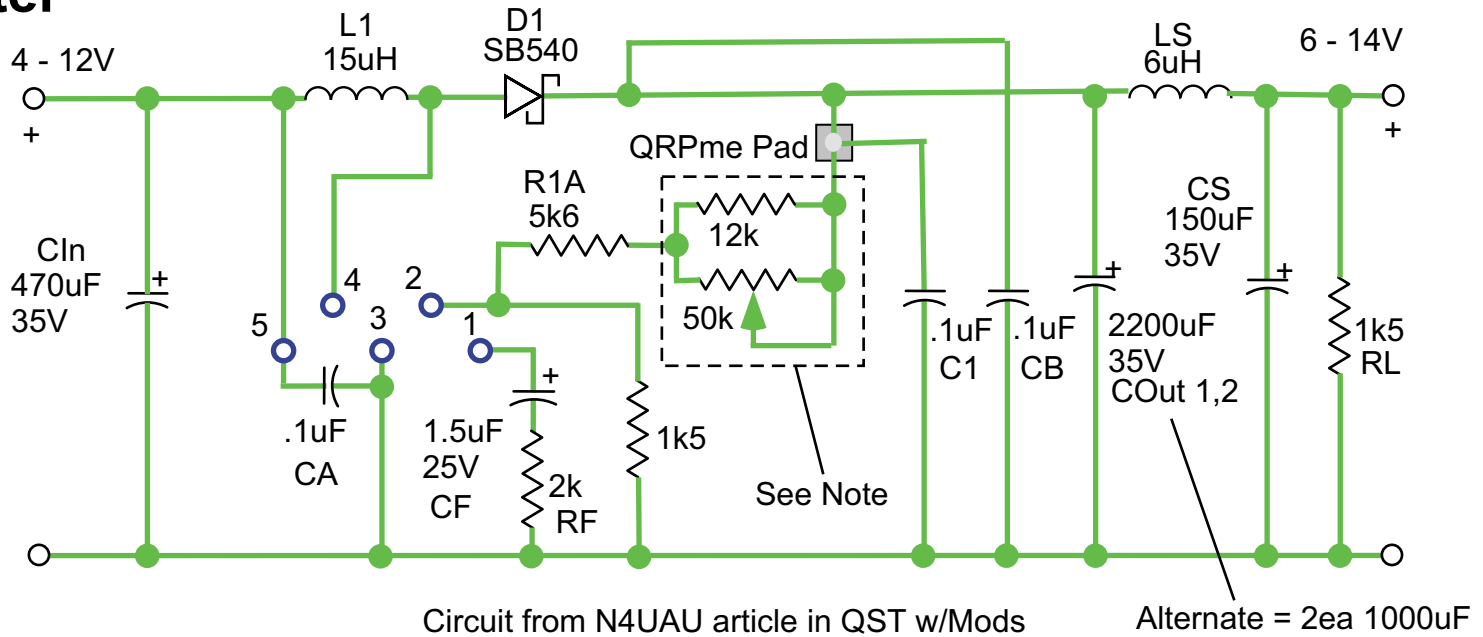 4 - 12V
+
L1
15uH
D1
SB540
LS
6uH
6 - 14V
+
QRPme Pad
R1A
5k6
12k
50k
CIn
470uF
35V
+
5
4
3
2
1
.1uF
CA
+
1.5uF
25V
CF
2k
RF
1k5
See Note
.1uF
C1
.1uF
CB
+
2200uF
35V
COut 1,2
CS
150uF
35V
+
1k5
RL
Circuit from N4UAU article in QST w/Mods
Alternate = 2ea 1000uF